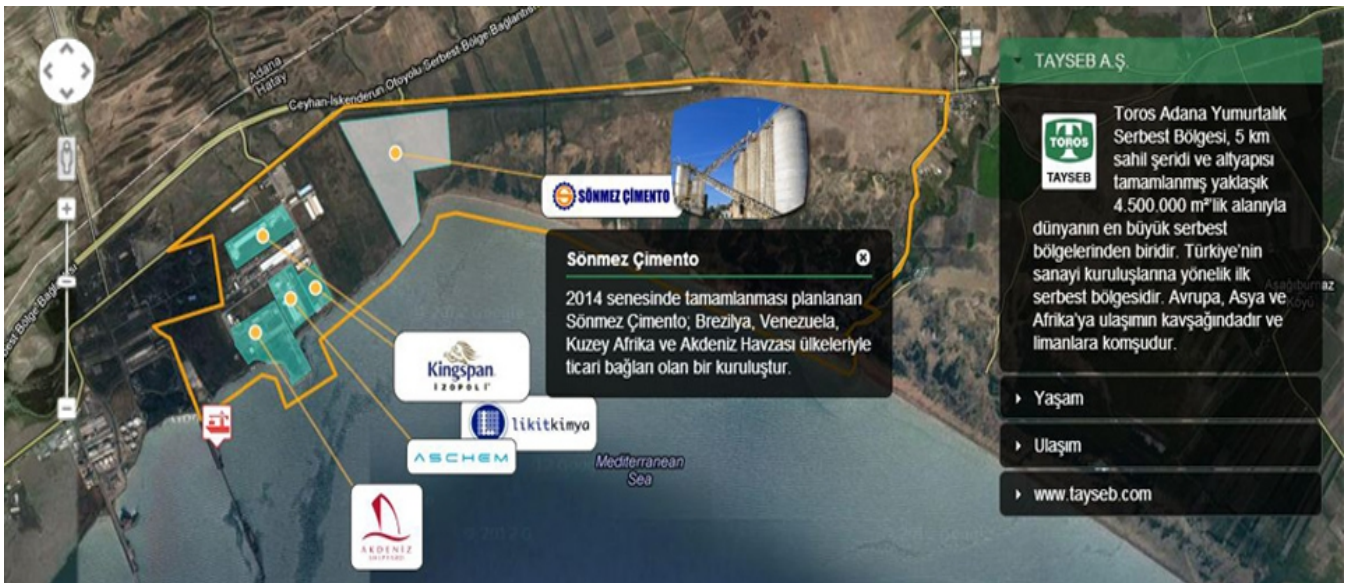 Adana
Hatay
Ceyhan-İskenderun Otoyolu Serbest Bölge Bağlantısı
SÖNMEZ ÇİMENTO
Sönmez Çimento
2014 senesinde tamamlanması planlanan
Sönmez Çimento; Brezilya, Venezuela,
Kuzey Afrika ve Akdeniz Havzası ülkeleriyle
ticari bağları olan bir kuruluştur.
Kingspan
IZOPOLI
likitkimya
ASCHEM
AKDENİZ
SHIPYARD
Mediterranean
Sea
TAYSEB A.Ş.
TOROS
TAYSEB
Toros Adana Yumurtalık
Serbest Bölgesi, 5 km
sahil şeridi ve altyapısı
tamamlanmış yaklaşık
4.500.000 m²'lik alanıyla
dünyanın en büyük serbest
bölgelerinden biridir. Türkiye'nin
sanayi kuruluşlarına yönelik ilk
serbest bölgesidir. Avrupa, Asya ve
Afrika'ya ulaşımın kavşağındadır ve
limanlara komşudur.
Yaşam
Ulaşım
www.tayseb.com